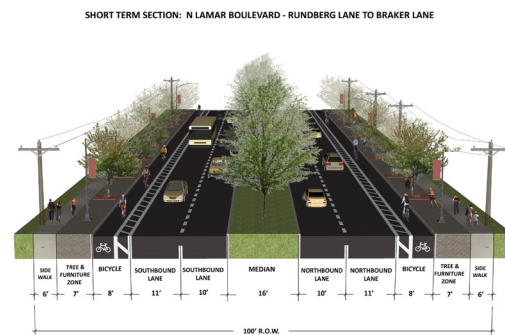 SHORT TERM SECTION: N LAMAR BOULEVARD - RUNDBERG LANE TO BRAKER LANE
SIDE
WALK
TREE &
FURNITURE
ZONE
BICYCLE
SOUTHBOUND
LANE
SOUTHBOUND
LANE
MEDIAN
NORTHBOUND
LANE
NORTHBOUND
LANE
BICYCLE
TREE &
FURNITURE
ZONE
SIDE
WALK
6' 7' 8' 11' 10' 16' 10' 11' 8' 7' 6'
100' R.O.W.